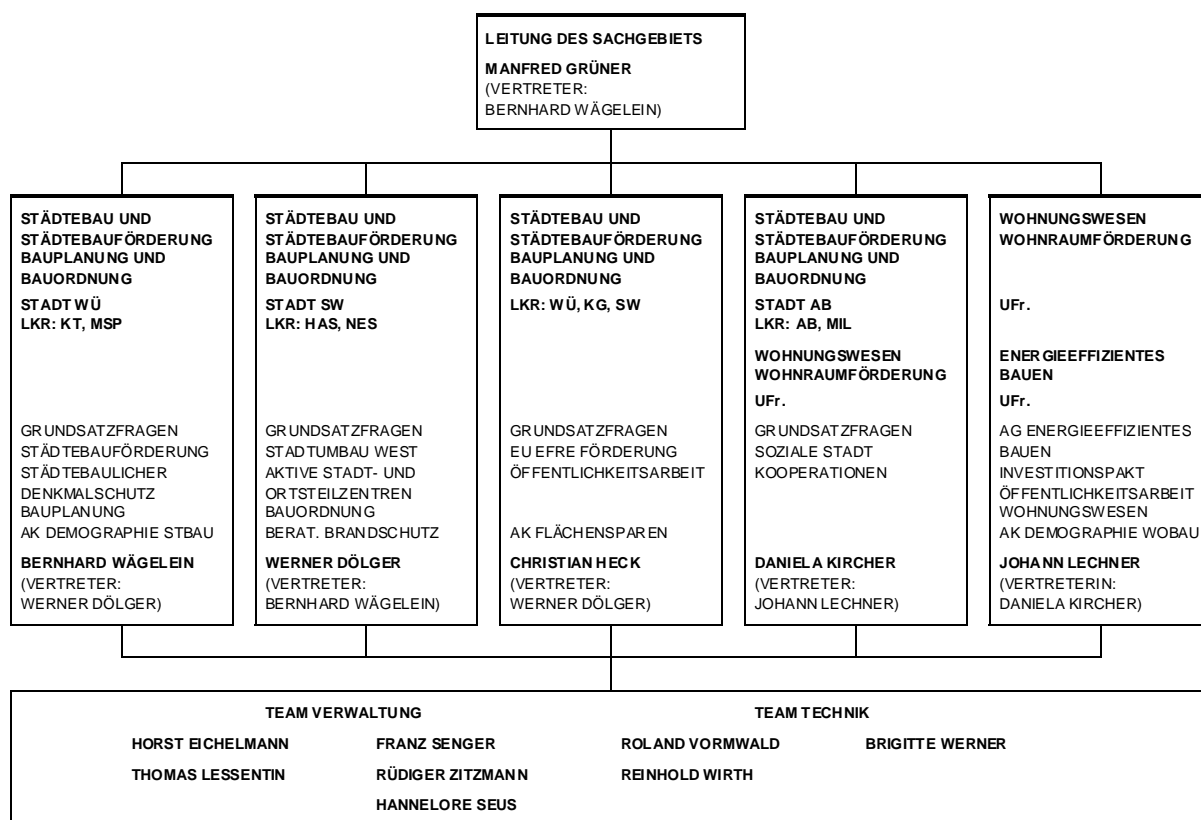 LEITUNG DES SACHGEBIETS
MANFRED GRÜNER
(VERTRETER:
BERNHARD WÄGELEIN)
STÄDTEBAU UND
STÄDTEBAUFÖRDERUNG
BAUPLANUNG UND
BAUORDNUNG
STADT WÜ
LKR: KT, MSP
GRUNDSATZFRAGEN
STÄDTEBAUFÖRDERUNG
STÄDTEBAULICHER
DENKMALSCHUTZ
BAUPLANUNG
AK DEMOGRAPHIE STBAU
BERNHARD WÄGELEIN
(VERTRETER:
WERNER DÖLGER)
STÄDTEBAU UND
STÄDTEBAUFÖRDERUNG
BAUPLANUNG UND
BAUORDNUNG
STADT SW
LKR: HAS, NES
GRUNDSATZFRAGEN
STADTUMBAU WEST
AKTIVE STADT- UND
ORTSTEILZENTREN
BAUORDNUNG
BERAT. BRANDSCHUTZ
WERNER DÖLGER
(VERTRETER:
BERNHARD WÄGELEIN)
STÄDTEBAU UND
STÄDTEBAUFÖRDERUNG
BAUPLANUNG UND
BAUORDNUNG
LKR: WÜ, KG, SW
GRUNDSATZFRAGEN
EU EFRE FÖRDERUNG
ÖFFENTLICHKEITSARBEIT
AK FLÄCHENSPAREN
CHRISTIAN HECK
(VERTRETER:
WERNER DÖLGER)
STÄDTEBAU UND
STÄDTEBAUFÖRDERUNG
BAUPLANUNG UND
BAUORDNUNG
STADT AB
LKR: AB, MIL
WOHNUNGSWESEN
WOHNRAUMFÖRDERUNG
UFr.
GRUNDSATZFRAGEN
SOZIALE STADT
KOOPERATIONEN
DANIELA KIRCHER
(VERTRETER:
JOHANN LECHNER)
WOHNUNGSWESEN
WOHNRAUMFÖRDERUNG
UFr.
ENERGIEEFFIZIENTES
BAUEN
UFr.
AG ENERGIEEFFIZIENTES
BAUEN
INVESTITIONSPAKT
ÖFFENTLICHKEITSARBEIT
WOHNUNGSWESEN
AK DEMOGRAPHIE WOBAU
JOHANN LECHNER
(VERTRETERIN:
DANIELA KIRCHER)
TEAM VERWALTUNG
HORST EICHELMANN FRANZ SENGER
THOMAS LESSENTIN RÜDIGER ZITZMANN
HANNELORE SEUS
TEAM TECHNIK
ROLAND VORMWALD BRIGITTE WERNER
REINHOLD WIRTH